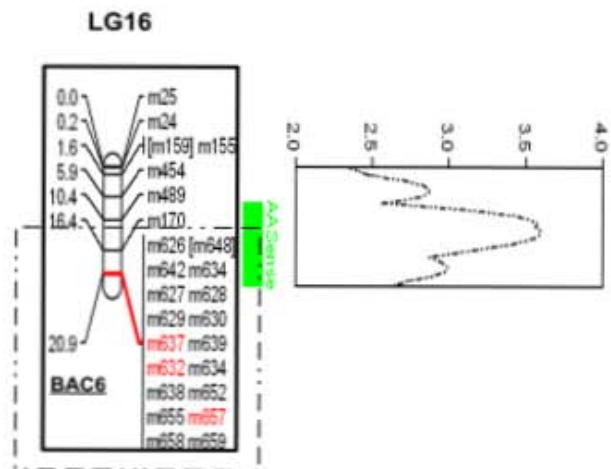 LG16
0.0 m25
0.2 m24
1.6 [m159] m155
5.9 m454
10.4 m489
16.4 m170
m626 [m648]
m642 m634
m627 m628
m629 m630
20.9 m637 m639
m632 m634
m638 m652
m655 m657
m658 m659
BAC6
AASense
2.0 2.5 3.0 3.5 4.0